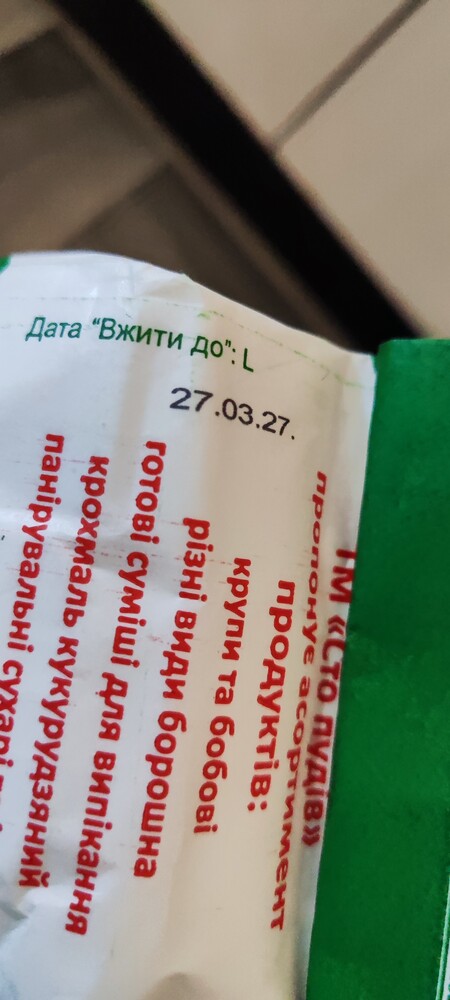 Дата "Вжити до": L
27.03.27.
ТМ «Сто пудів»
пропонує асортимент
продуктів:
крупи та бобові
різні види борошна
готові суміші для випікання
крохмаль кукурудзяний
панірувальні сухарі